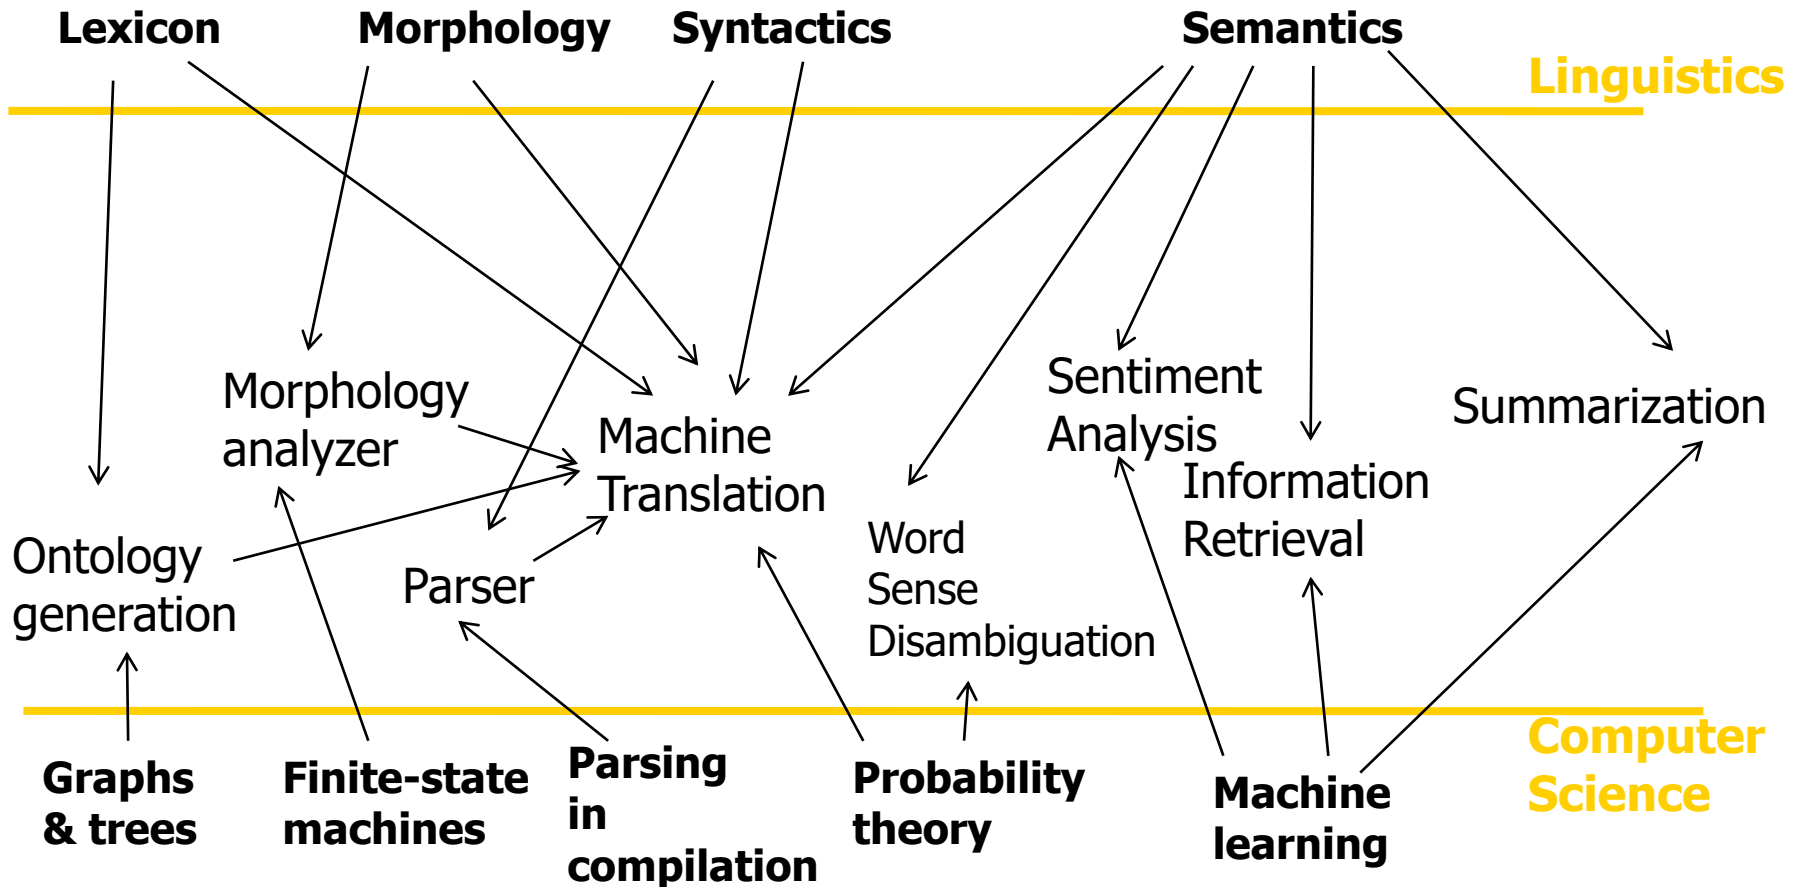 Lexicon
Morphology
Syntactics
Semantics
Linguistics
Morphology
analyzer
Machine
Translation
Sentiment
Analysis
Summarization
Information
Retrieval
Ontology
generation
Parser
Word
Sense
Disambiguation
Computer
Science
Graphs
& trees
Finite-state
machines
Parsing
in
compilation
Probability
theory
Machine
learning